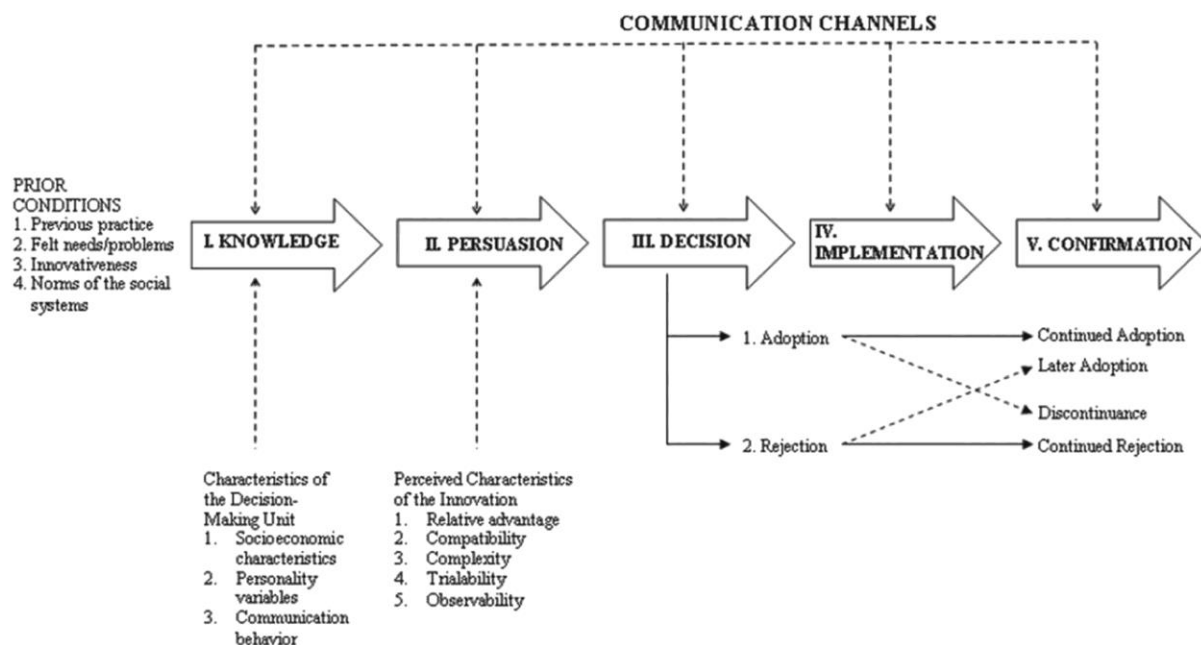 COMMUNICATION CHANNELS
PRIOR
CONDITIONS
1. Previous practice
2. Felt needs/problems
3. Innovativeness
4. Norms of the social
systems
I. KNOWLEDGE
II. PERSUASION
III. DECISION
IV.
IMPLEMENTATION
V. CONFIRMATION
1. Adoption
2. Rejection
Continued Adoption
Later Adoption
Discontinuance
Continued Rejection
Characteristics of
the Decision-
Making Unit
1. Socioeconomic
characteristics
2. Personality
variables
3. Communication
behavior
Perceived Characteristics
of the Innovation
1. Relative advantage
2. Compatibility
3. Complexity
4. Trialability
5. Observability